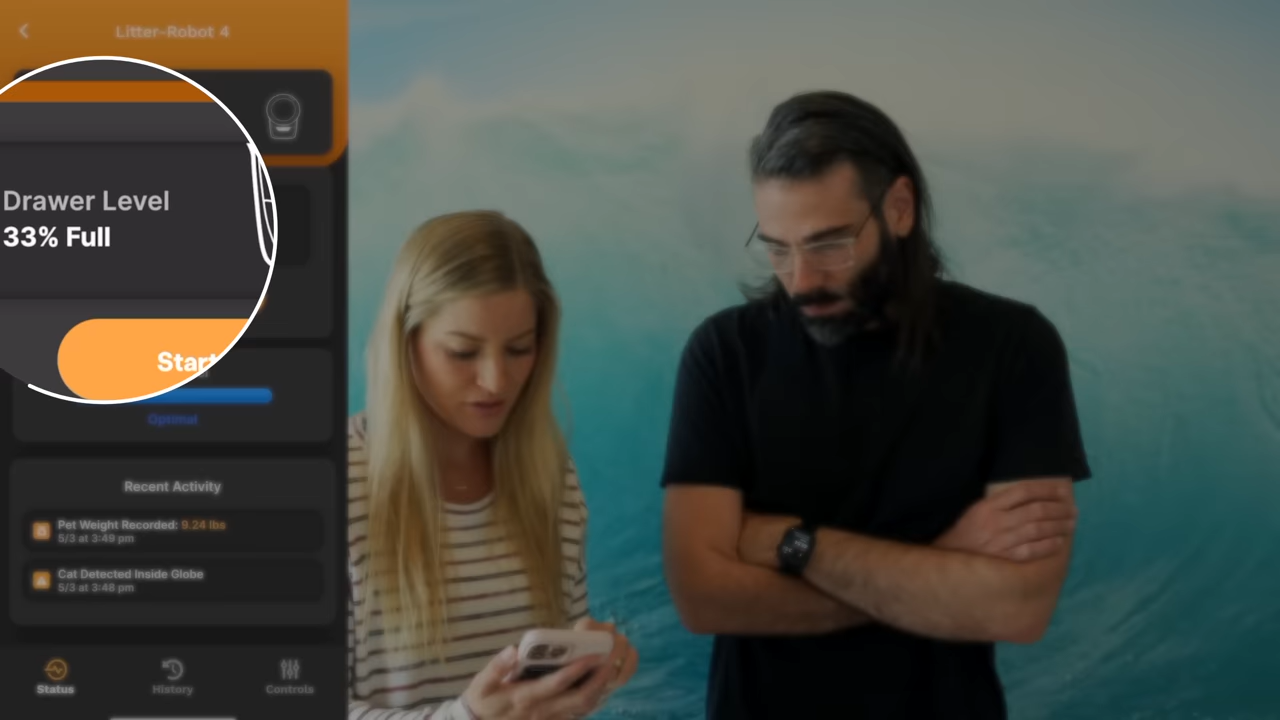 Litter-Robot 4
Drawer Level
33% Full
Start
Optimal
Recent Activity
Pet Weight Recorded: 9.24 lbs
5/3 at 3:49 pm
Cat Detected Inside Globe
5/3 at 3:48 pm
Status
History
Controls